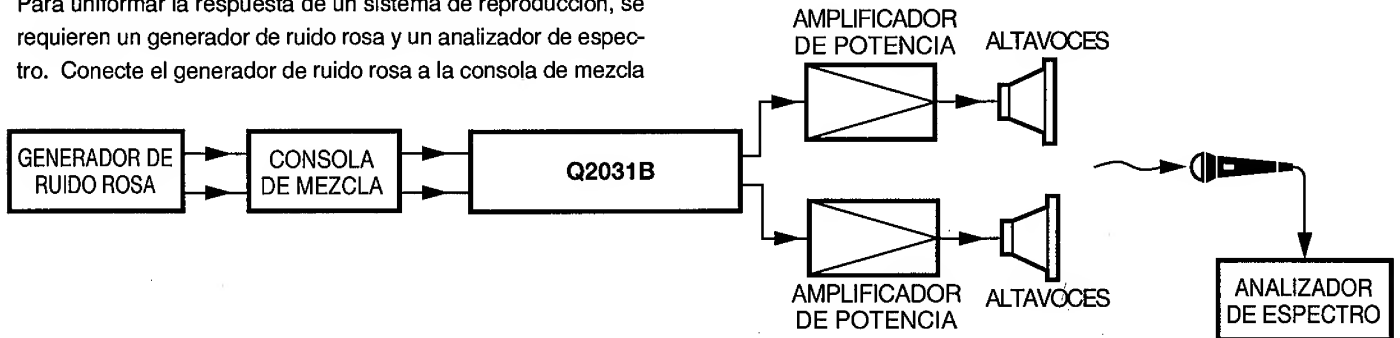 Para uniformar la respuesta de un sistema de reproducción, se
requieren un generador de ruido rosa y un analizador de espec-
tro. Conecte el generador de ruido rosa a la consola de mezcla
GENERADOR DE
RUIDO ROSA
CONSOLA
DE MEZCLA
Q2031B
AMPLIFICADOR
DE POTENCIA
ALTAVOCES
AMPLIFICADOR
DE POTENCIA
ALTAVOCES
ANALIZADOR
DE ESPECTRO